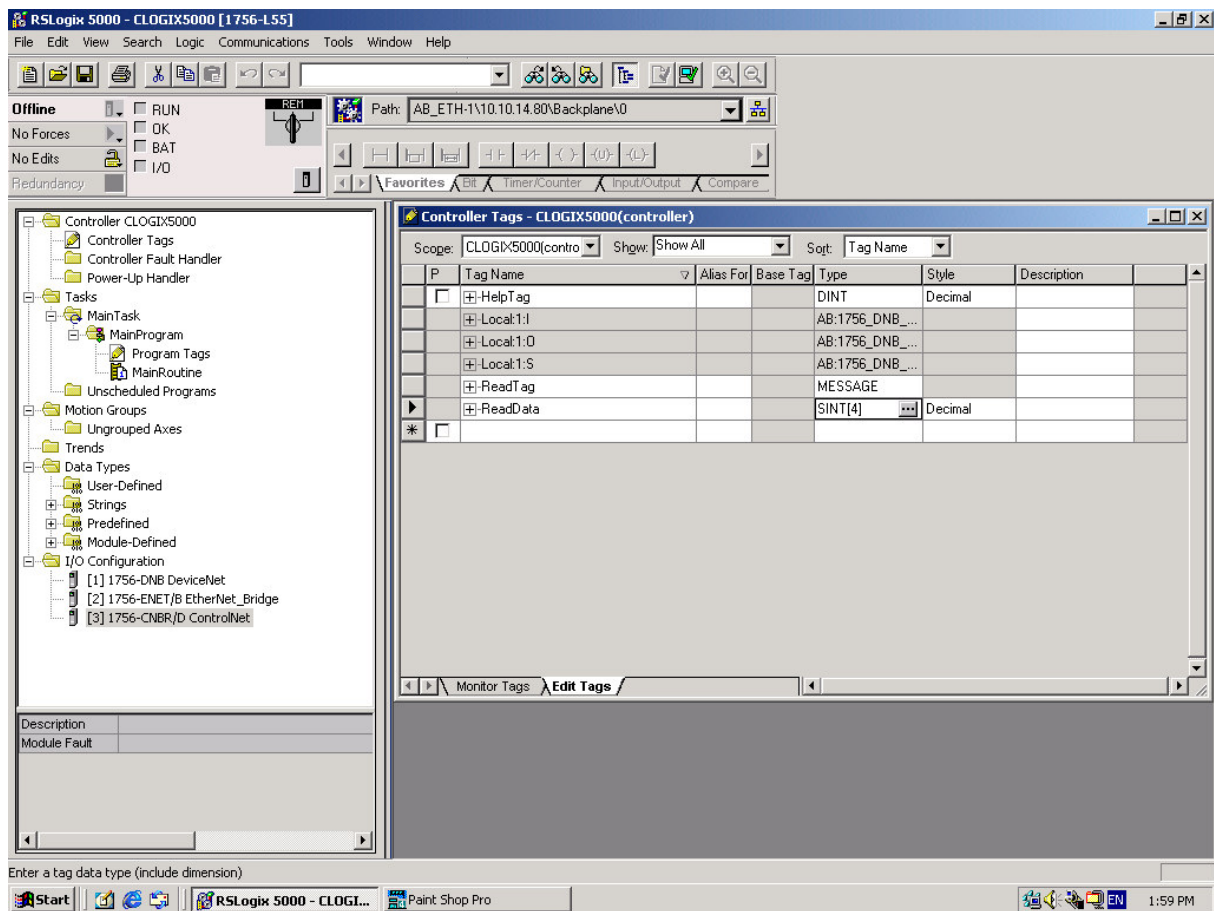 RSLogix 5000 - CLOGIX5000 [1756-L55]
File Edit View Search Logic Communications Tools Window Help
Offline
RUN
REM
Path: AB_ETH-1\10.10.14.80\Backplane\0
No Forces
OK
BAT
No Edits
I/O
Redundancy
Favorites Bit Timer/Counter Input/Output Compare
Controller CLOGIX5000
Controller Tags
Controller Fault Handler
Power-Up Handler
Tasks
MainTask
MainProgram
Program Tags
MainRoutine
Unscheduled Programs
Motion Groups
Ungrouped Axes
Trends
Data Types
User-Defined
Strings
Predefined
Module-Defined
I/O Configuration
[1] 1756-DNB DeviceNet
[2] 1756-ENET/B EtherNet_Bridge
[3] 1756-CNBR/D ControlNet
Description
Module Fault
Controller Tags - CLOGIX5000(controller)
Scope: CLOGIX5000(contro Show: Show All Sort: Tag Name
P Tag Name Alias For Base Tag Type Style Description
HelpTag DINT Decimal
Local:1:I AB:1756_DNB_...
Local:1:O AB:1756_DNB_...
Local:1:S AB:1756_DNB_...
ReadTag MESSAGE
ReadData SINT[4] ... Decimal
Monitor Tags Edit Tags
Enter a tag data type (include dimension)
Start RSLogix 5000 - CLOGI... Paint Shop Pro EN 1:59 PM